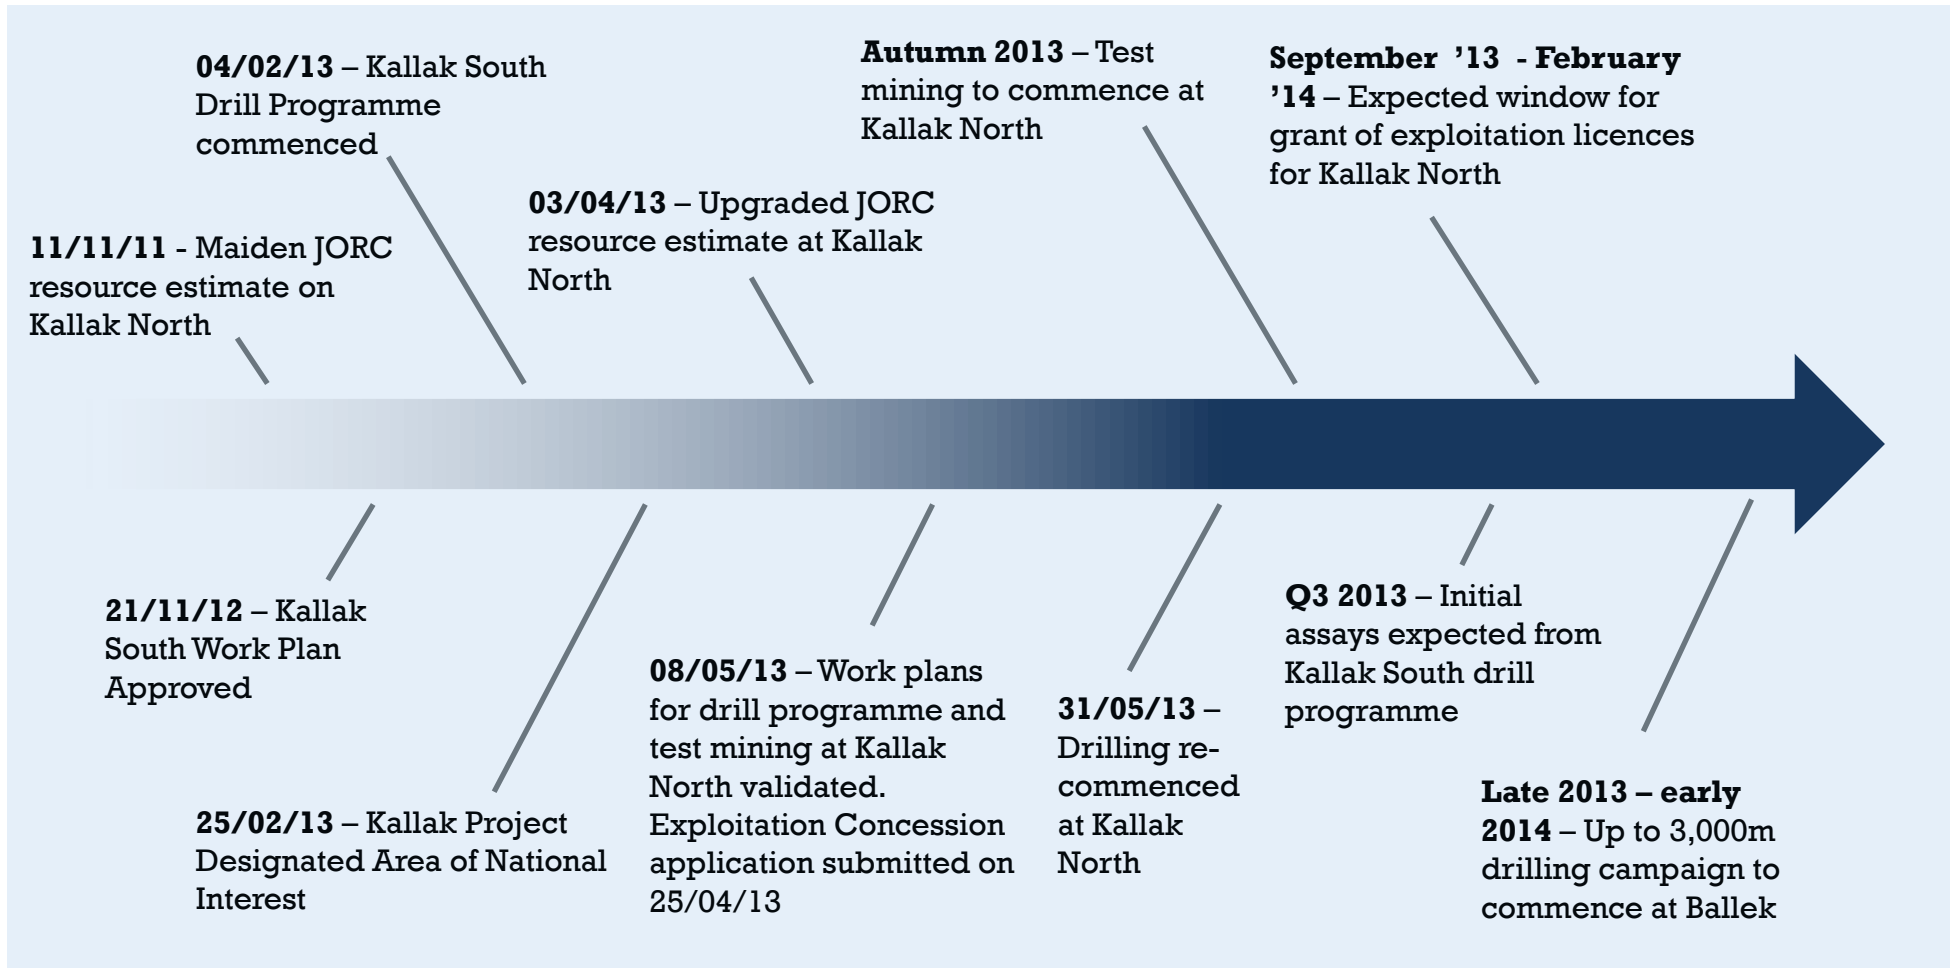 04/02/13 – Kallak South
Drill Programme
commenced
Autumn 2013 – Test
mining to commence at
Kallak North
September ’13 - February
’14 – Expected window for
grant of exploitation licences
for Kallak North
03/04/13 – Upgraded JORC
resource estimate at Kallak
North
11/11/11 - Maiden JORC
resource estimate on
Kallak North
21/11/12 – Kallak
South Work Plan
Approved
25/02/13 – Kallak Project
Designated Area of National
Interest
08/05/13 – Work plans
for drill programme and
test mining at Kallak
North validated.
Exploitation Concession
application submitted on
25/04/13
31/05/13 –
Drilling re-
commenced
at Kallak
North
Q3 2013 – Initial
assays expected from
Kallak South drill
programme
Late 2013 – early
2014 – Up to 3,000m
drilling campaign to
commence at Ballek